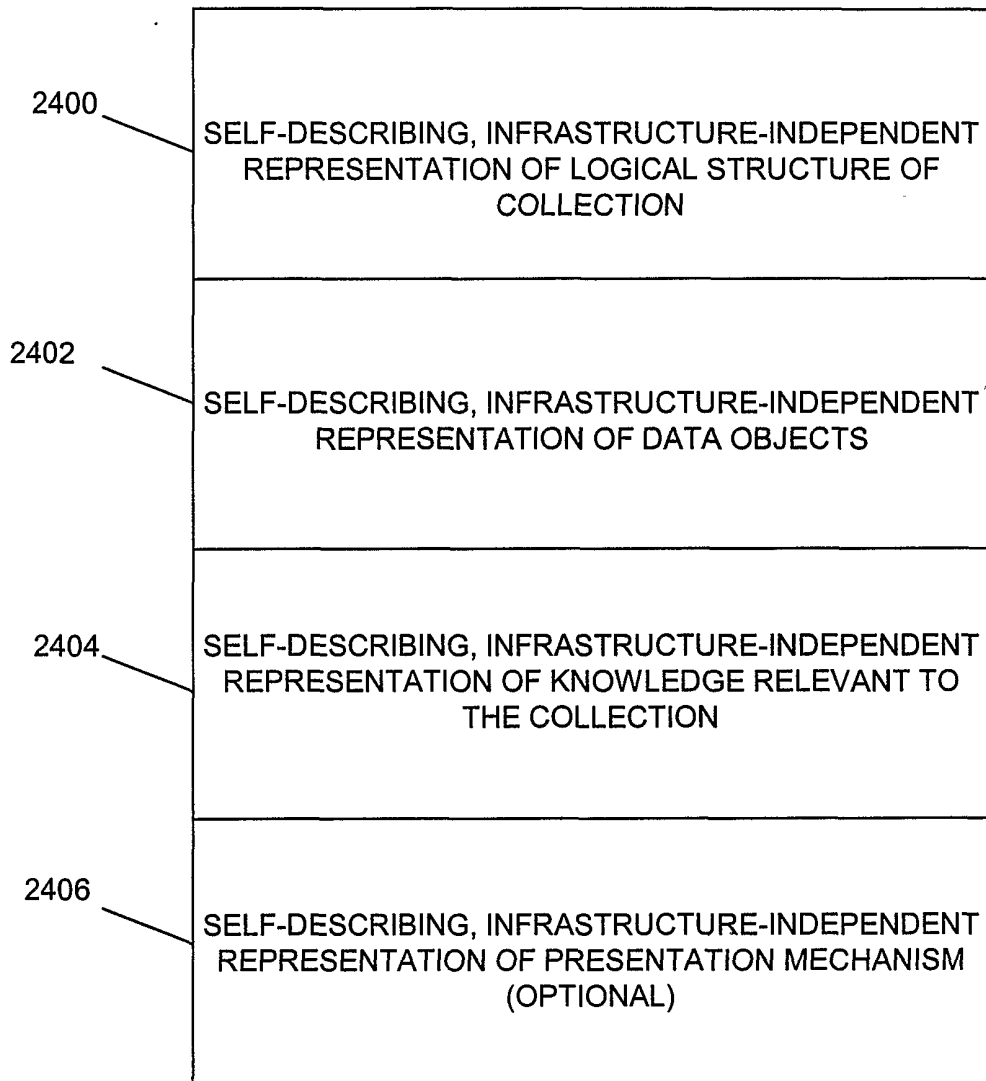 2400
SELF-DESCRIBING, INFRASTRUCTURE-INDEPENDENT
REPRESENTATION OF LOGICAL STRUCTURE OF
COLLECTION
2402
SELF-DESCRIBING, INFRASTRUCTURE-INDEPENDENT
REPRESENTATION OF DATA OBJECTS
2404
SELF-DESCRIBING, INFRASTRUCTURE-INDEPENDENT
REPRESENTATION OF KNOWLEDGE RELEVANT TO
THE COLLECTION
2406
SELF-DESCRIBING, INFRASTRUCTURE-INDEPENDENT
REPRESENTATION OF PRESENTATION MECHANISM
(OPTIONAL)